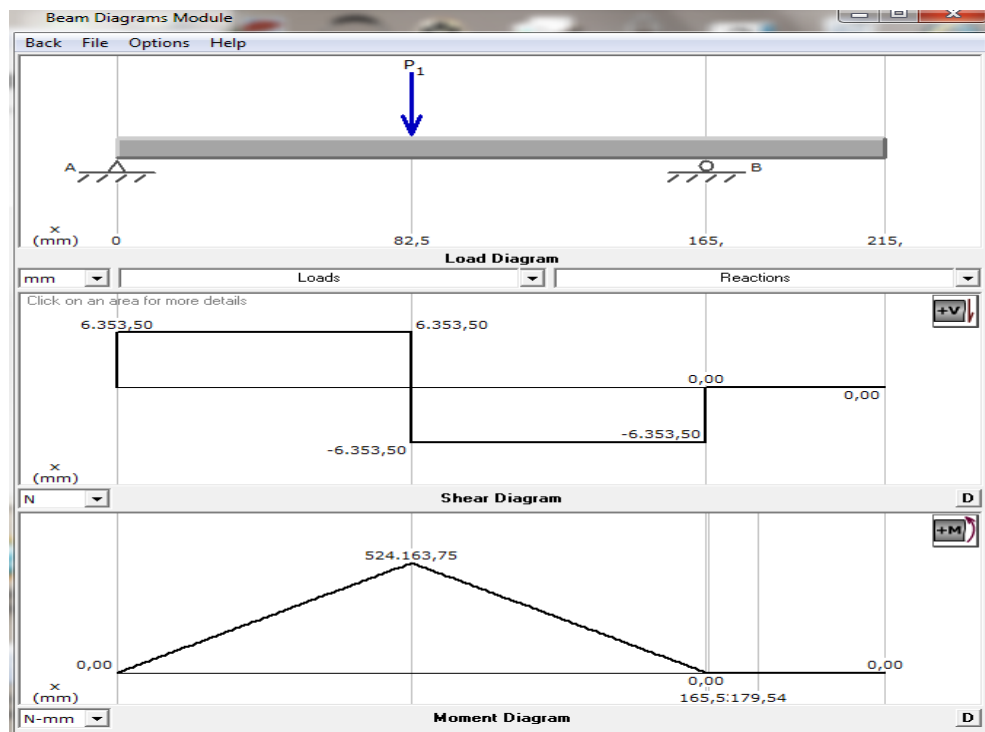 Beam Diagrams Module
Back File Options Help
P1
A
B
x
(mm) 0 82,5 165, 215,
Load Diagram
mm Loads Reactions
Click on an area for more details
+V
6.353,50 6.353,50
0,00
0,00
-6.353,50
-6.353,50
x
(mm)
N Shear Diagram D
+M
524.163,75
0,00 0,00
0,00
x
(mm) 165,5:179,54
N-mm Moment Diagram D